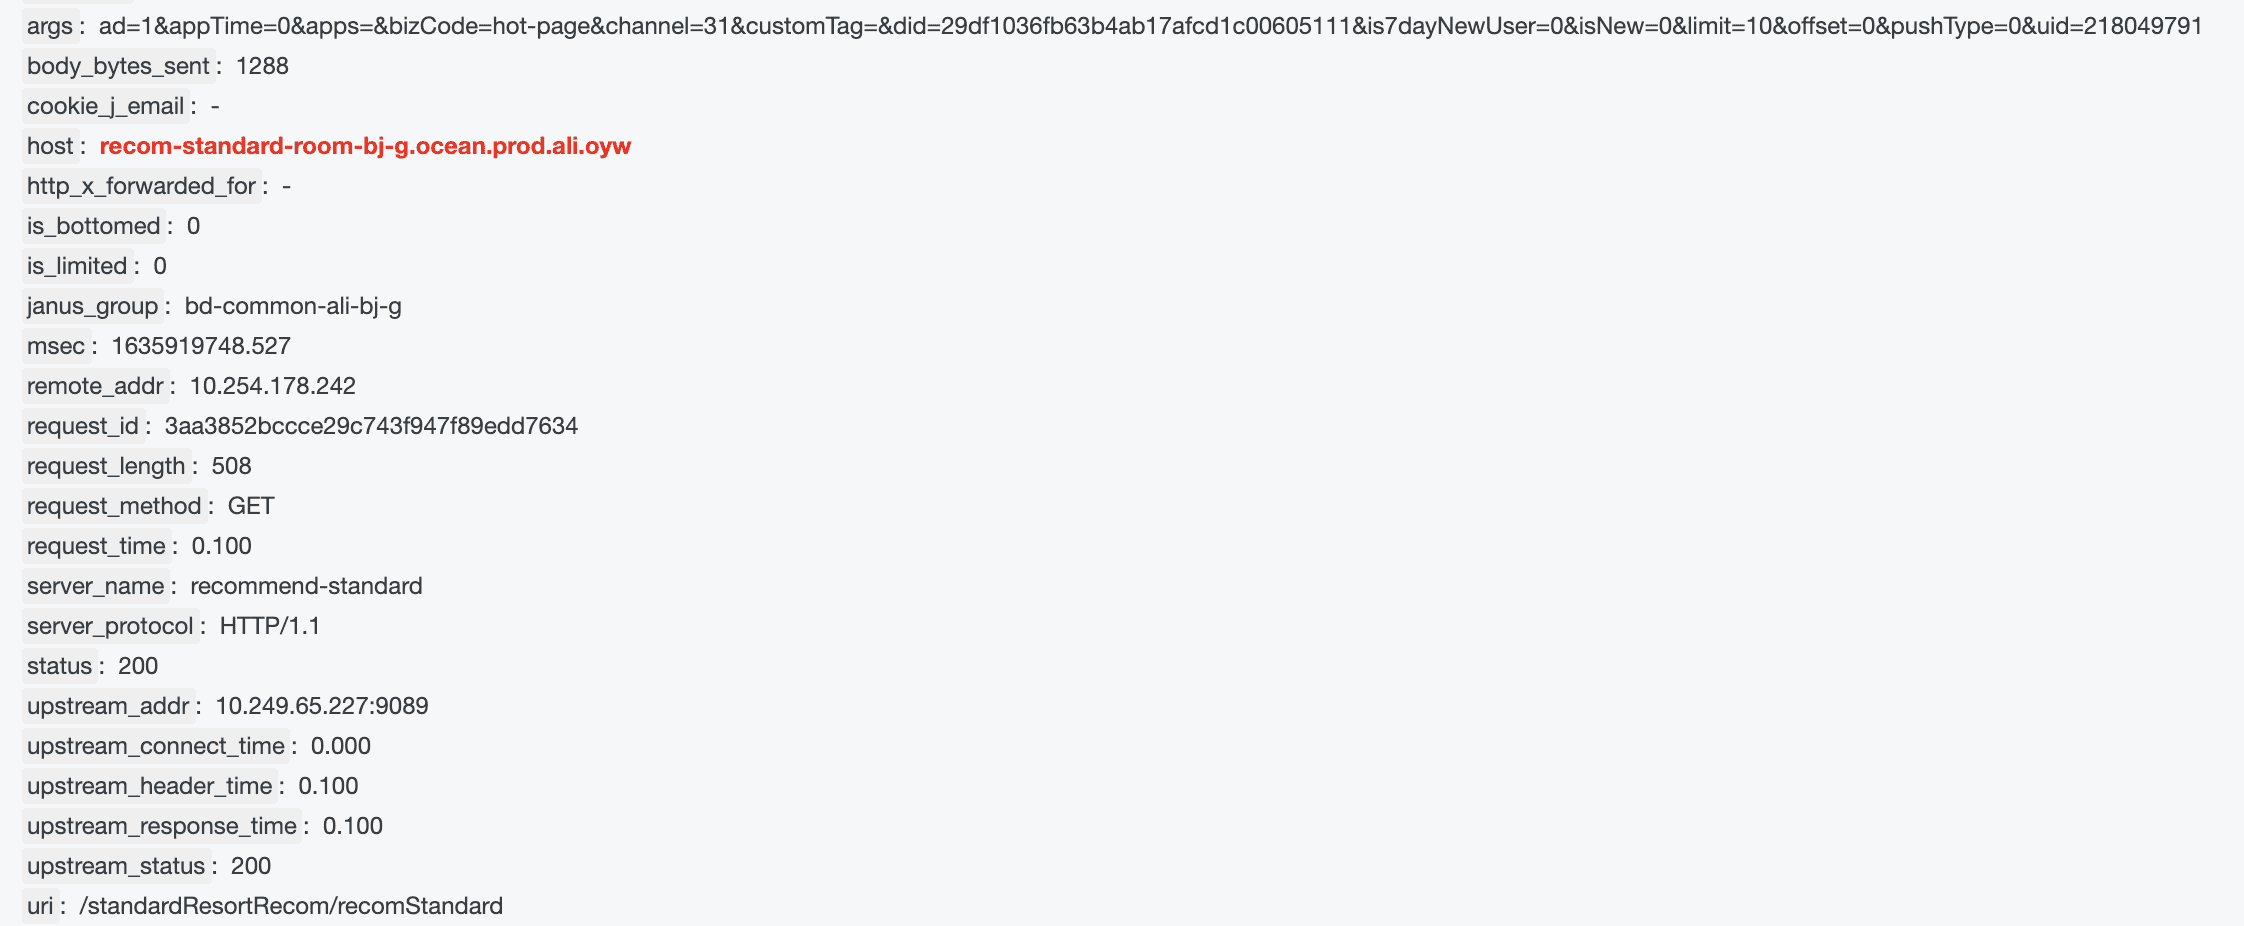 args : ad=1&appTime=0&apps=&bizCode=hot-page&channel=31&customTag=&did=29df1036fb63b4ab17afcd1c00605111&is7dayNewUser=0&isNew=0&limit=10&offset=0&pushType=0&uid=218049791
body_bytes_sent : 1288
cookie_j_email : -
host : recom-standard-room-bj-g.ocean.prod.ali.oyw
http_x_forwarded_for : -
is_bottomed : 0
is_limited : 0
janus_group : bd-common-ali-bj-g
msec : 1635919748.527
remote_addr : 10.254.178.242
request_id : 3aa3852bccce29c743f947f89edd7634
request_length : 508
request_method : GET
request_time : 0.100
server_name : recommend-standard
server_protocol : HTTP/1.1
status : 200
upstream_addr : 10.249.65.227:9089
upstream_connect_time : 0.000
upstream_header_time : 0.100
upstream_response_time : 0.100
upstream_status : 200
uri : /standardResortRecom/recomStandard